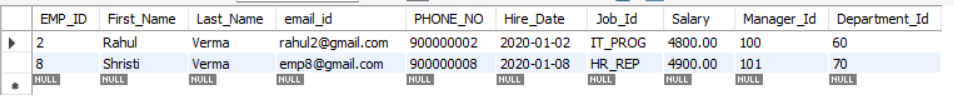 EMP_ID First_Name Last_Name email_id PHONE_NO Hire_Date Job_Id Salary Manager_Id Department_Id
2 Rahul Verma rahul2@gmail.com 900000002 2020-01-02 IT_PROG 4800.00 100 60
8 Shristi Verma emp8@gmail.com 900000008 2020-01-08 HR_REP 4900.00 101 70
NULL NULL NULL NULL NULL NULL NULL NULL NULL NULL